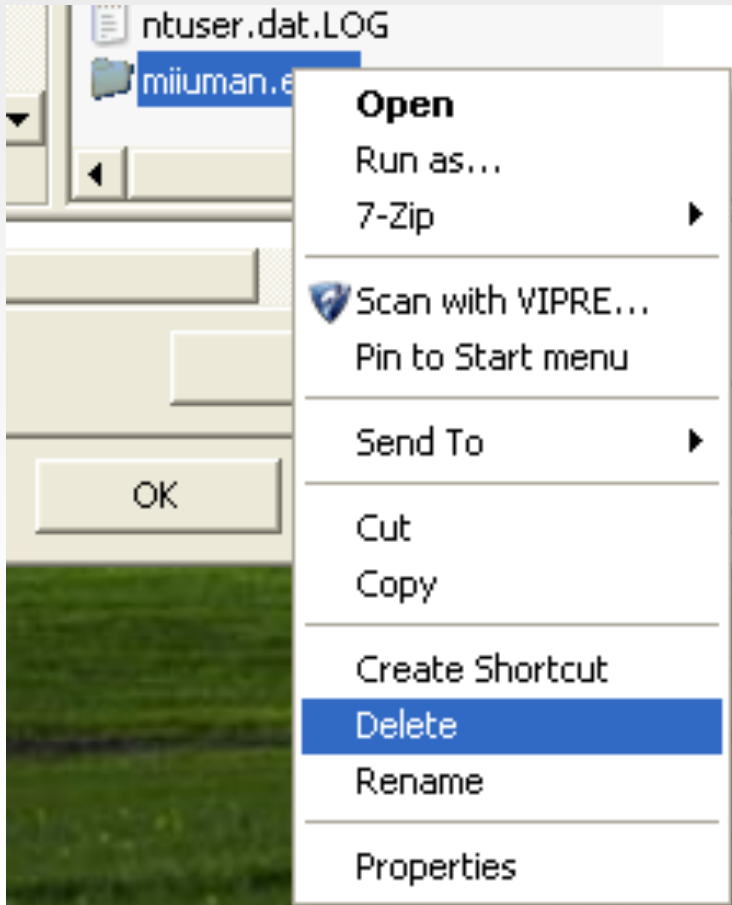 ntuser.dat.LOG
miiuman.e
Open
Run as...
7-Zip
Scan with VIPRE...
Pin to Start menu
Send To
OK
Cut
Copy
Create Shortcut
Delete
Rename
Properties